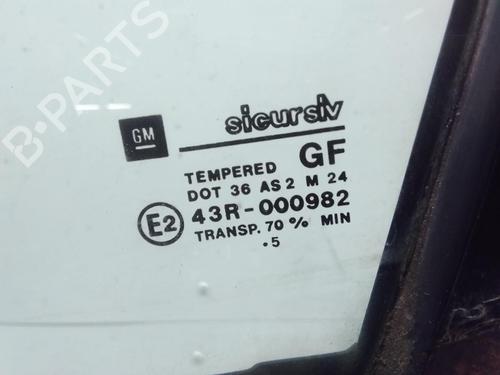 B-PARTS
GM
sicursiv
TEMPERED GF
DOT 36 AS2 M 24
E2 43R-000982
TRANSP. 70% MIN
.5